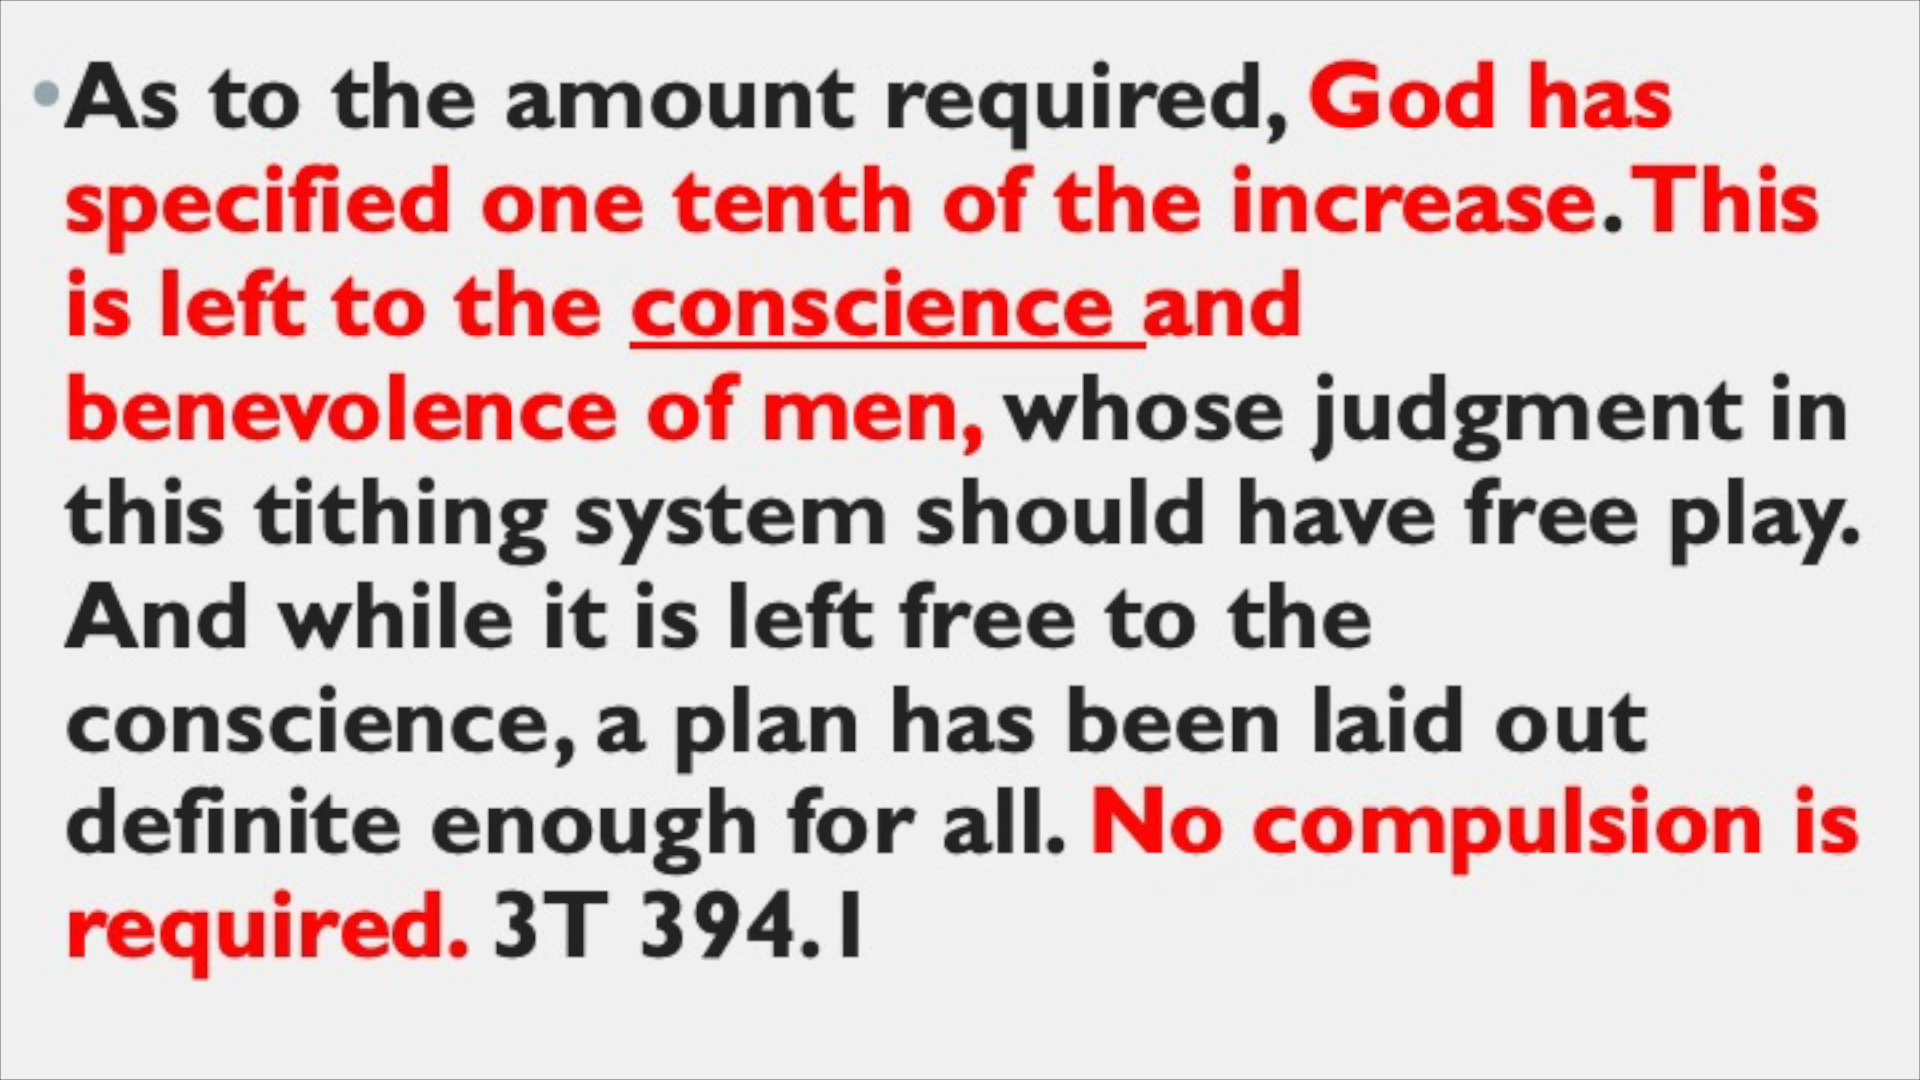 •As to the amount required, God has
specified one tenth of the increase. This
is left to the conscience and
benevolence of men, whose judgment in
this tithing system should have free play.
And while it is left free to the
conscience, a plan has been laid out
definite enough for all. No compulsion is
required. 3T 394.1